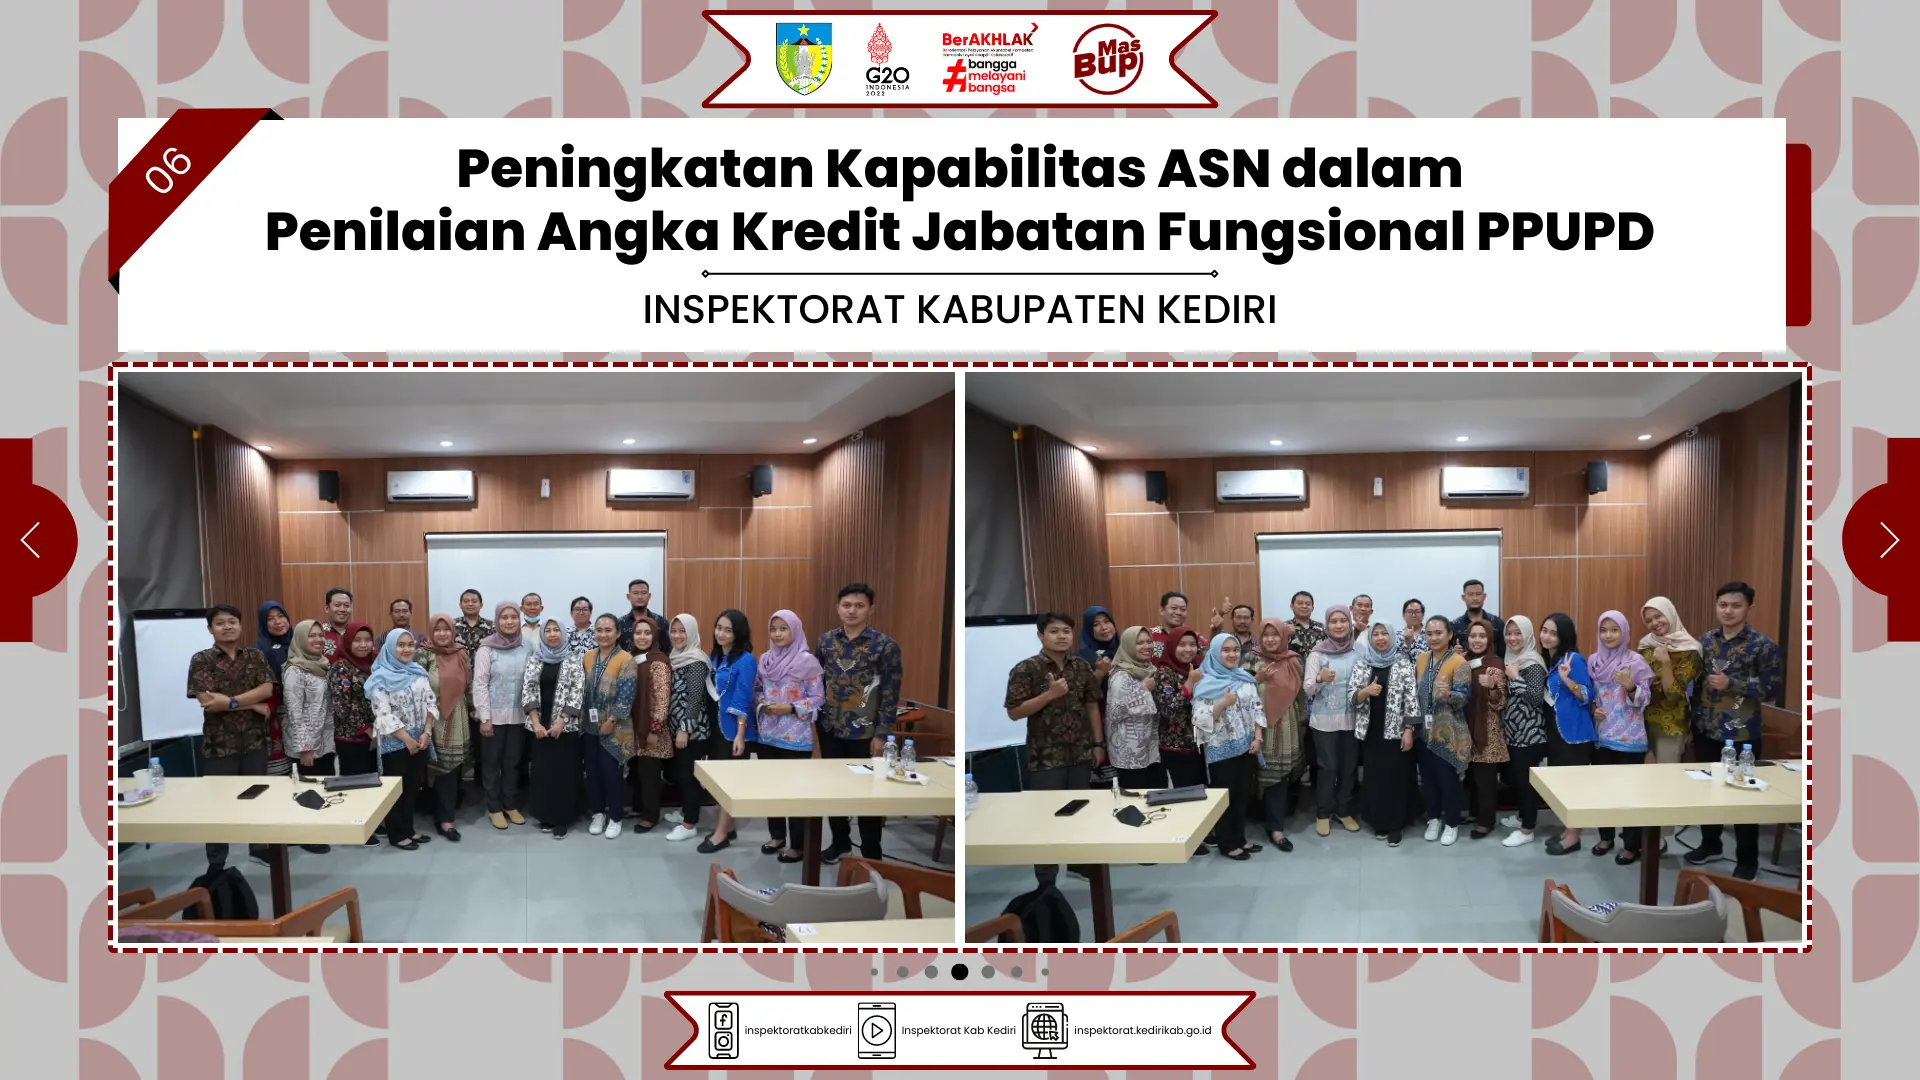 G20
INDONESIA
2022
BerAKHLAK
#bangga
melayani
bangsa
Mas
Bup
06
Peningkatan Kapabilitas ASN dalam
Penilaian Angka Kredit Jabatan Fungsional PPUPD
INSPEKTORAT KABUPATEN KEDIRI
inspektoratkabkediri
Inspektorat Kab Kediri
inspektorat.kedirikab.go.id